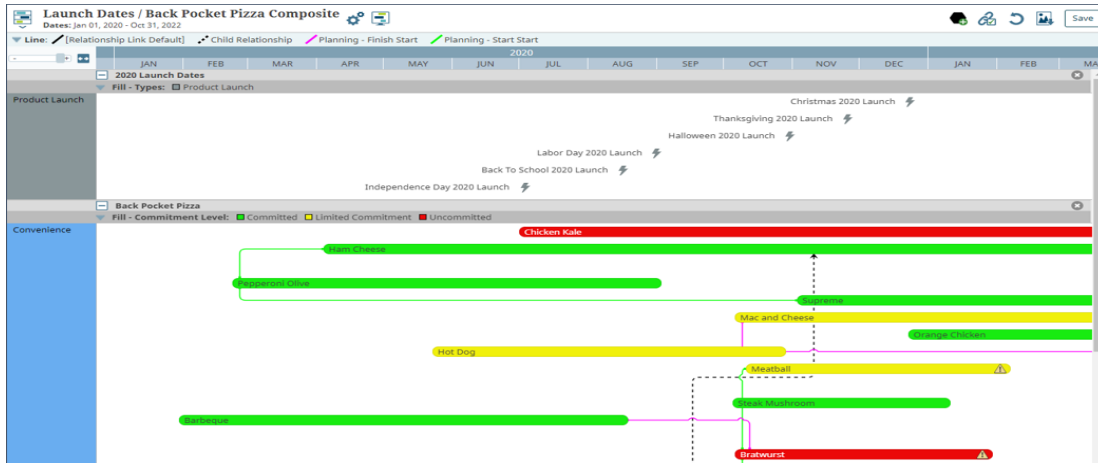 Launch Dates / Back Pocket Pizza Composite
Dates: Jan 01, 2020 - Oct 31, 2022
Save
Line: [Relationship Link Default] Child Relationship Planning - Finish Start Planning - Start Start
2020
JAN FEB MAR APR MAY JUN JUL AUG SEP OCT NOV DEC JAN FEB MA
2020 Launch Dates
Fill - Types: Product Launch
Product Launch
Christmas 2020 Launch
Thanksgiving 2020 Launch
Halloween 2020 Launch
Labor Day 2020 Launch
Back To School 2020 Launch
Independence Day 2020 Launch
Back Pocket Pizza
Fill - Commitment Level: Committed Limited Commitment Uncommitted
Convenience
Chicken Kale
Ham Cheese
Pepperoni Olive
Supreme
Mac and Cheese
Orange Chicken
Hot Dog
Meatball
Steak Mushroom
Barbeque
Bratwurst